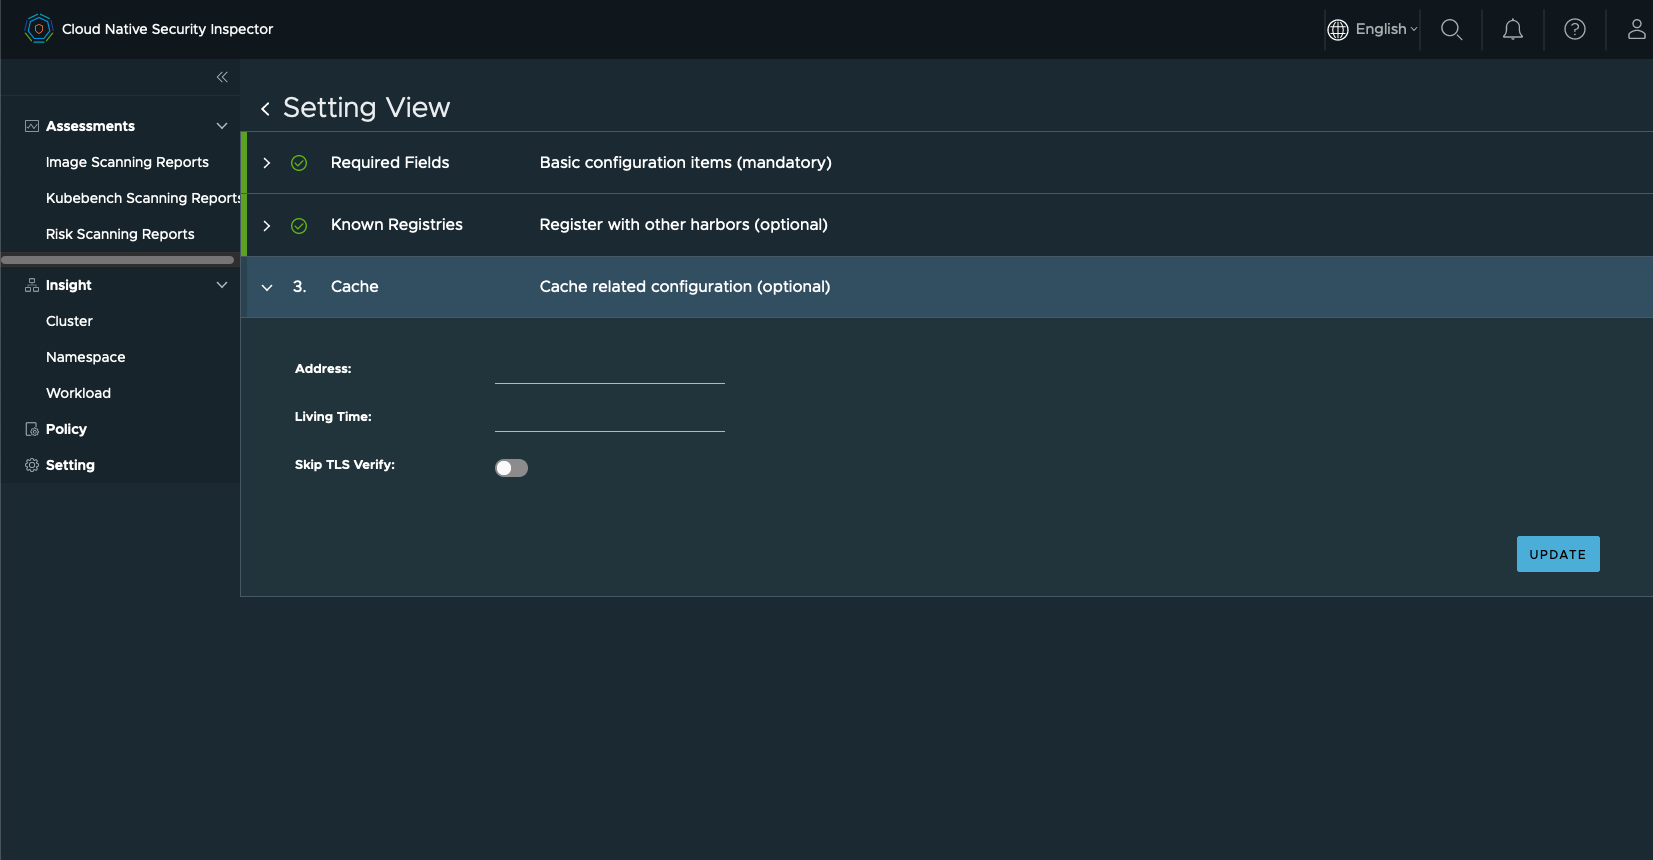 Cloud Native Security Inspector
English
Assessments
Image Scanning Reports
Kubebench Scanning Reports
Risk Scanning Reports
Insight
Cluster
Namespace
Workload
Policy
Setting
Setting View
Required Fields Basic configuration items (mandatory)
Known Registries Register with other harbors (optional)
3. Cache Cache related configuration (optional)
Address:
Living Time:
Skip TLS Verify:
UPDATE